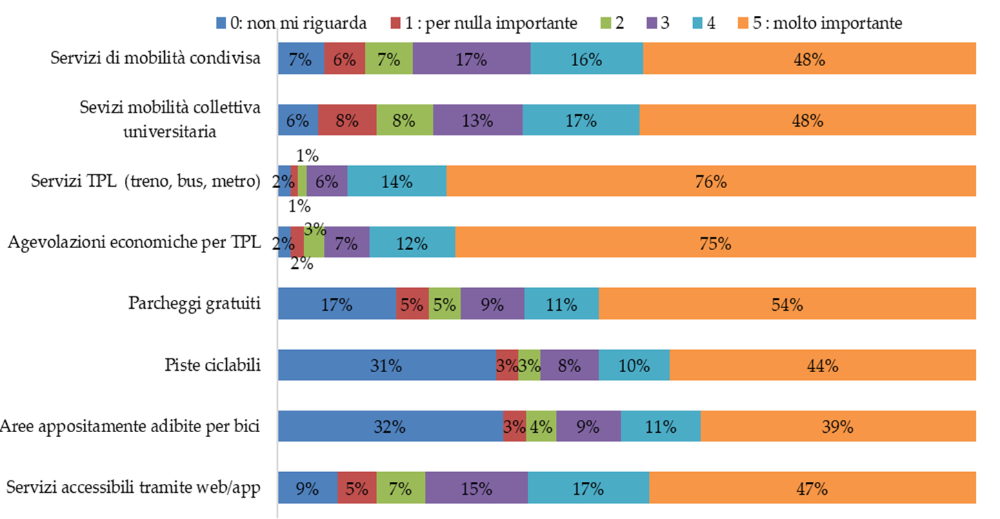 0: non mi riguarda 1 : per nulla importante 2 3 4 5 : molto importante
Servizi di mobilità condivisa 7% 6% 7% 17% 16% 48%
Sevizi mobilità collettiva
universitaria 6% 8% 8% 13% 17% 48%
1%
Servizi TPL (treno, bus, metro) 2% 6% 14% 76%
1%
3%
Agevolazioni economiche per TPL 2% 7% 12% 75%
2%
Parcheggi gratuiti 17% 5% 5% 9% 11% 54%
Piste ciclabili 31% 3% 3% 8% 10% 44%
Aree appositamente adibite per bici 32% 3% 4% 9% 11% 39%
Servizi accessibili tramite web/app 9% 5% 7% 15% 17% 47%